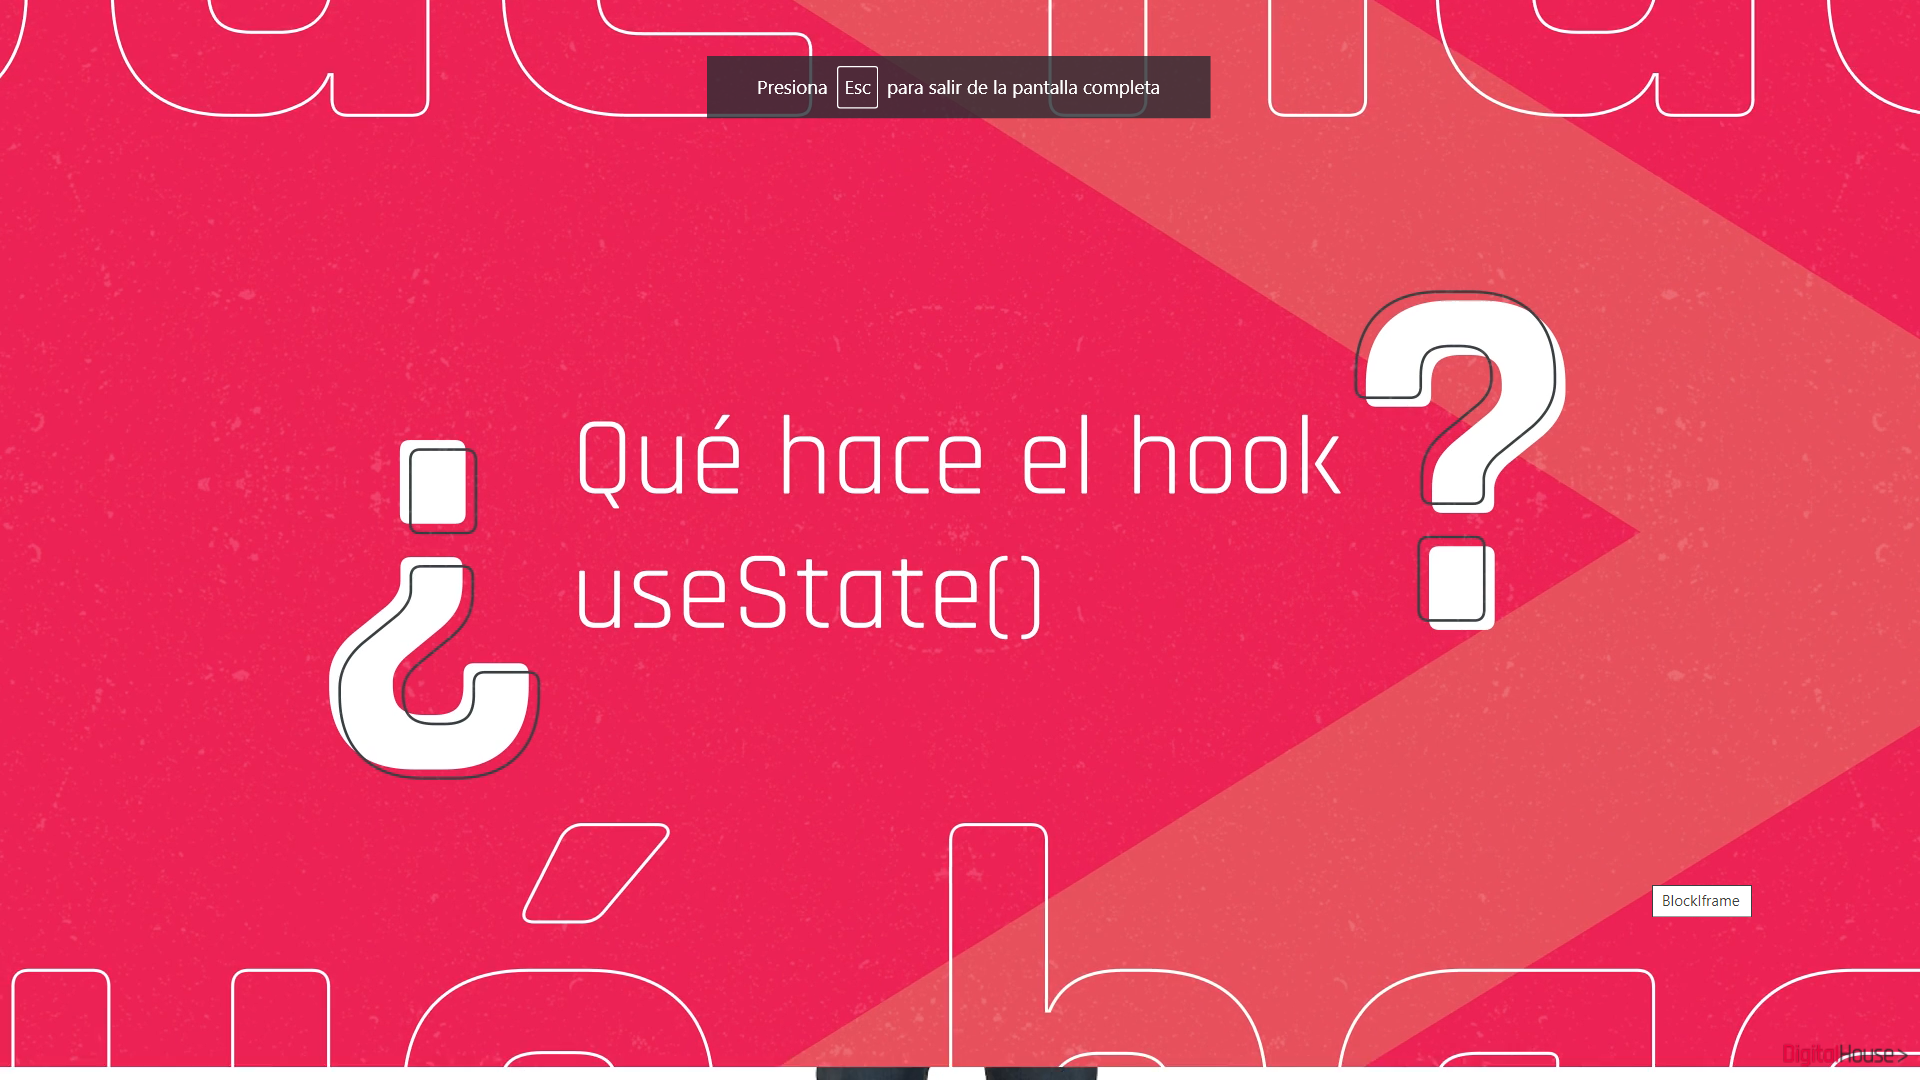 Presiona Esc para salir de la pantalla completa
¿Qué hace el hook
useState()?
BlockIframe
DigitalHouse>